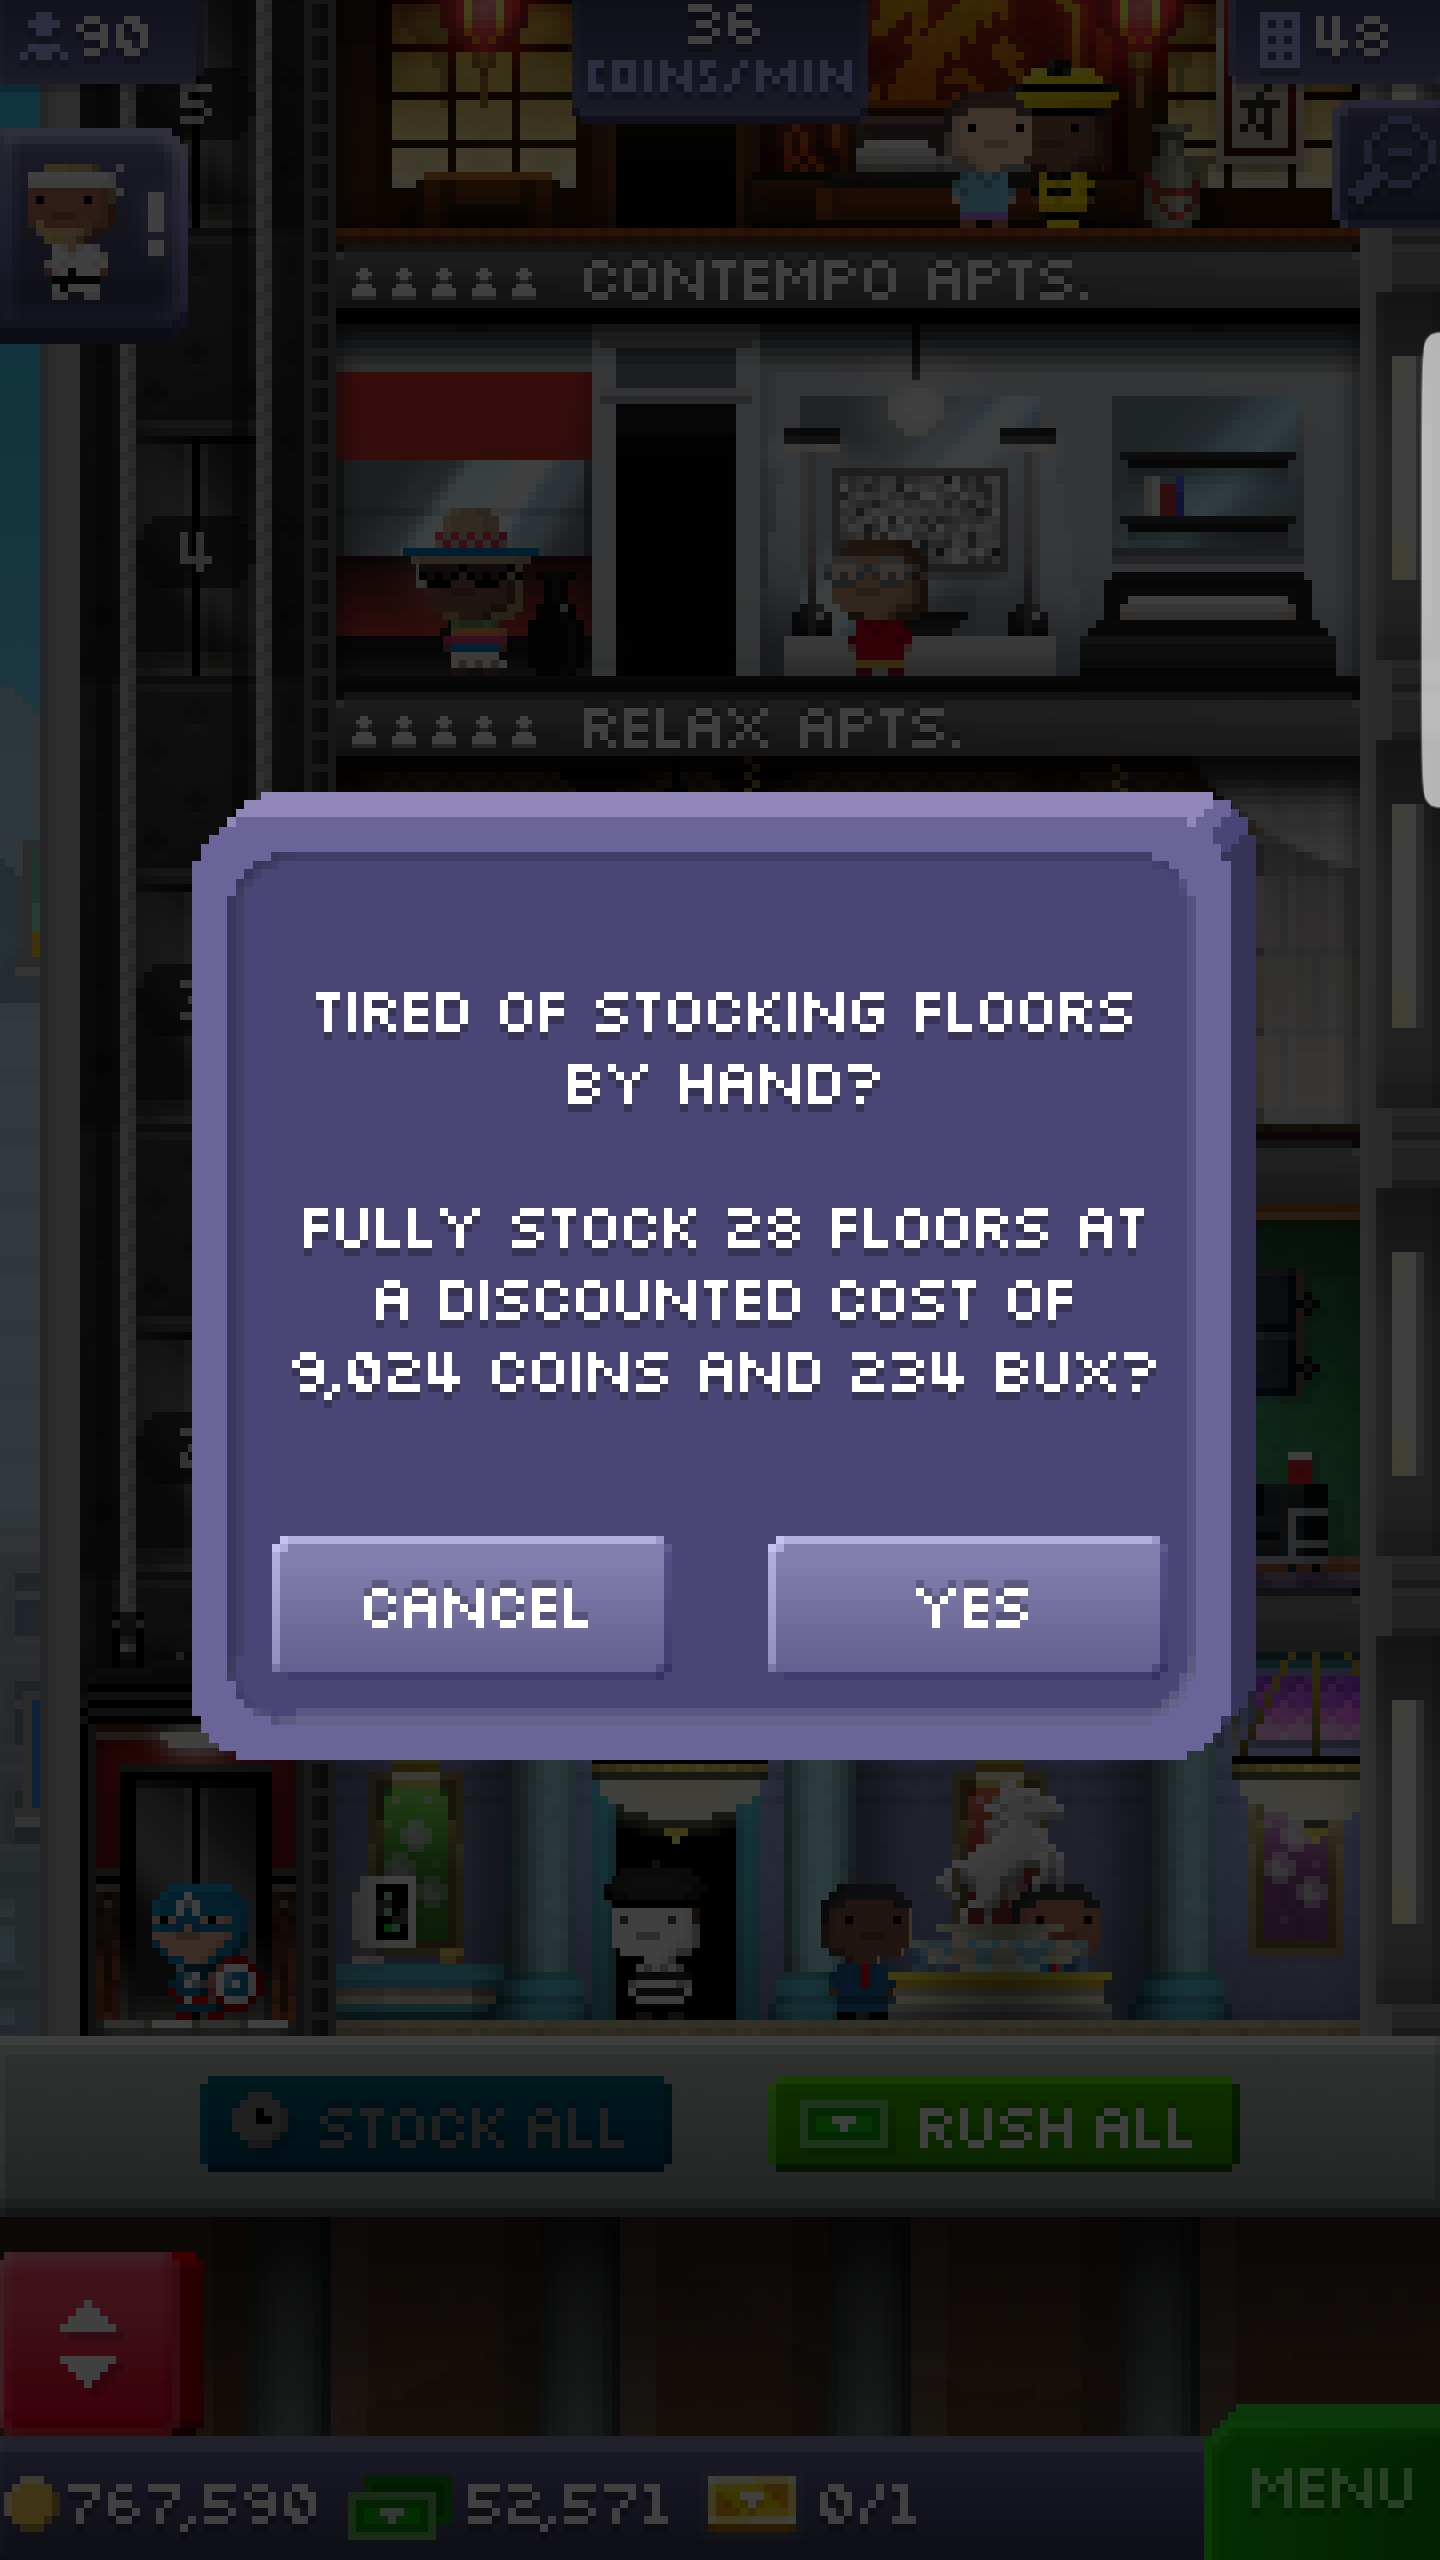 90
36
COINS/MIN
48
5
!
CONTEMPO APTS.
4
RELAX APTS.
TIRED OF STOCKING FLOORS
BY HAND?
FULLY STOCK 28 FLOORS AT
A DISCOUNTED COST OF
9,024 COINS AND 234 BUX?
CANCEL
YES
STOCK ALL
RUSH ALL
767,590
52,571
0/1
MENU